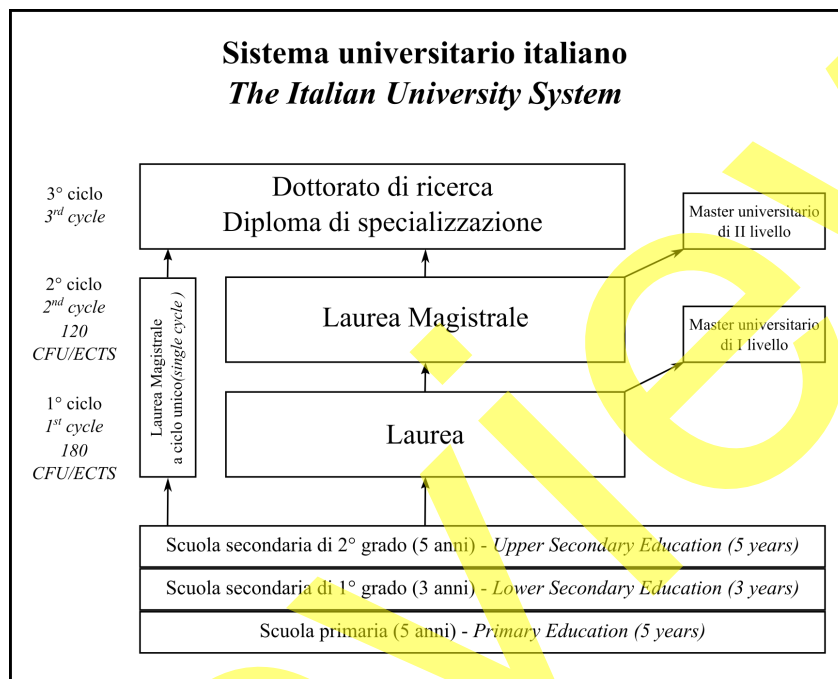 Sistema universitario italiano
The Italian University System
3° ciclo
3rd cycle
Dottorato di ricerca
Diploma di specializzazione
Master universitario
di II livello
2° ciclo
2nd cycle
120
CFU/ECTS
Laurea Magistrale
a ciclo unico(single cycle )
Laurea Magistrale
Master universitario
di I livello
1° ciclo
1st cycle
180
CFU/ECTS
Laurea
Scuola secondaria di 2° grado (5 anni) - Upper Secondary Education (5 years)
Scuola secondaria di 1° grado (3 anni) - Lower Secondary Education (3 years)
Scuola primaria (5 anni) - Primary Education (5 years)